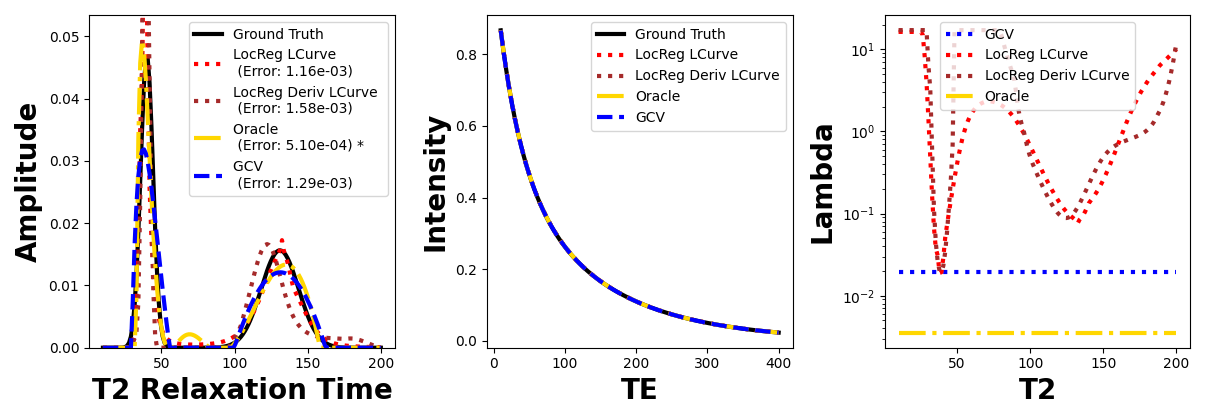 Amplitude
0.05
0.04
0.03
0.02
0.01
0.00
50
100
150
200
T2 Relaxation Time
Ground Truth
LocReg LCurve
(Error: 1.16e-03)
LocReg Deriv LCurve
(Error: 1.58e-03)
Oracle
(Error: 5.10e-04) *
GCV
(Error: 1.29e-03)
Intensity
0.8
0.6
0.4
0.2
0.0
0
100
200
300
400
TE
Ground Truth
LocReg LCurve
LocReg Deriv LCurve
Oracle
GCV
Lambda
10¹
10⁰
10⁻¹
10⁻²
50
100
150
200
T2
GCV
LocReg LCurve
LocReg Deriv LCurve
Oracle